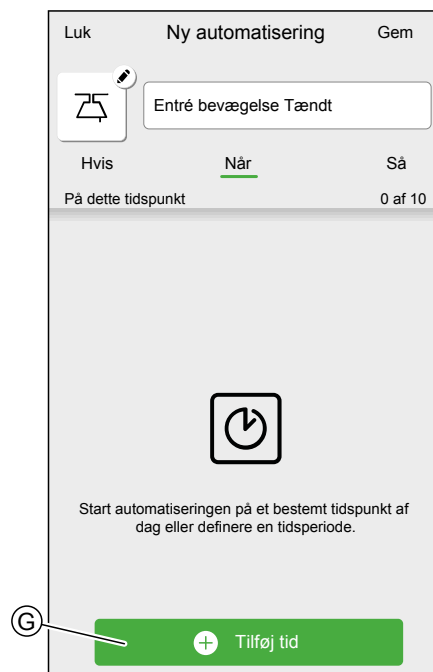 Luk Ny automatisering Gem
Entré bevægelse Tændt
Hvis Når Så
På dette tidspunkt 0 af 10
Start automatiseringen på et bestemt tidspunkt af
dag eller definere en tidsperiode.
G Tilføj tid